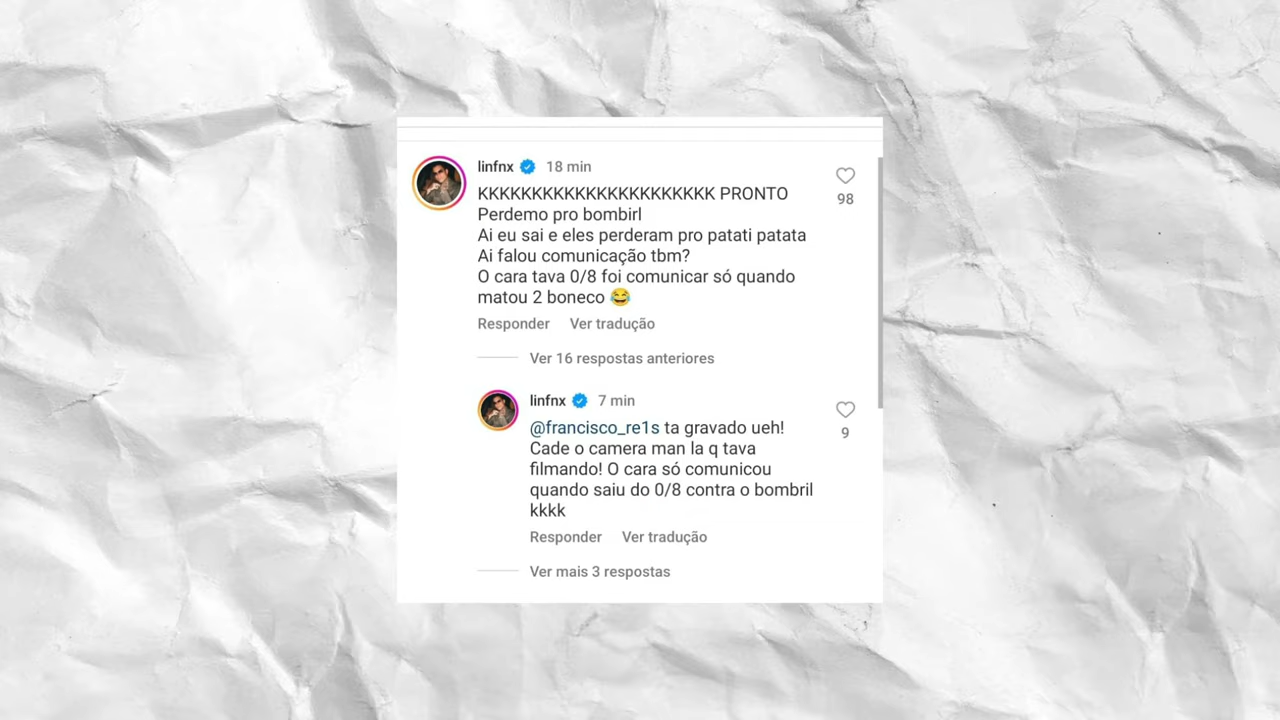 linfnx 18 min
KKKKKKKKKKKKKKKKKKKKKK PRONTO
Perdemo pro bombirl
Ai eu sai e eles perderam pro patati patata
Ai falou comunicação tbm?
O cara tava 0/8 foi comunicar só quando
matou 2 boneco 😂
98
Responder Ver tradução
Ver 16 respostas anteriores
linfnx 7 min
@francisco_re1s ta gravado ueh!
Cade o camera man la q tava
filmando! O cara só comunicou
quando saiu do 0/8 contra o bombril
kkkk
9
Responder Ver tradução
Ver mais 3 respostas